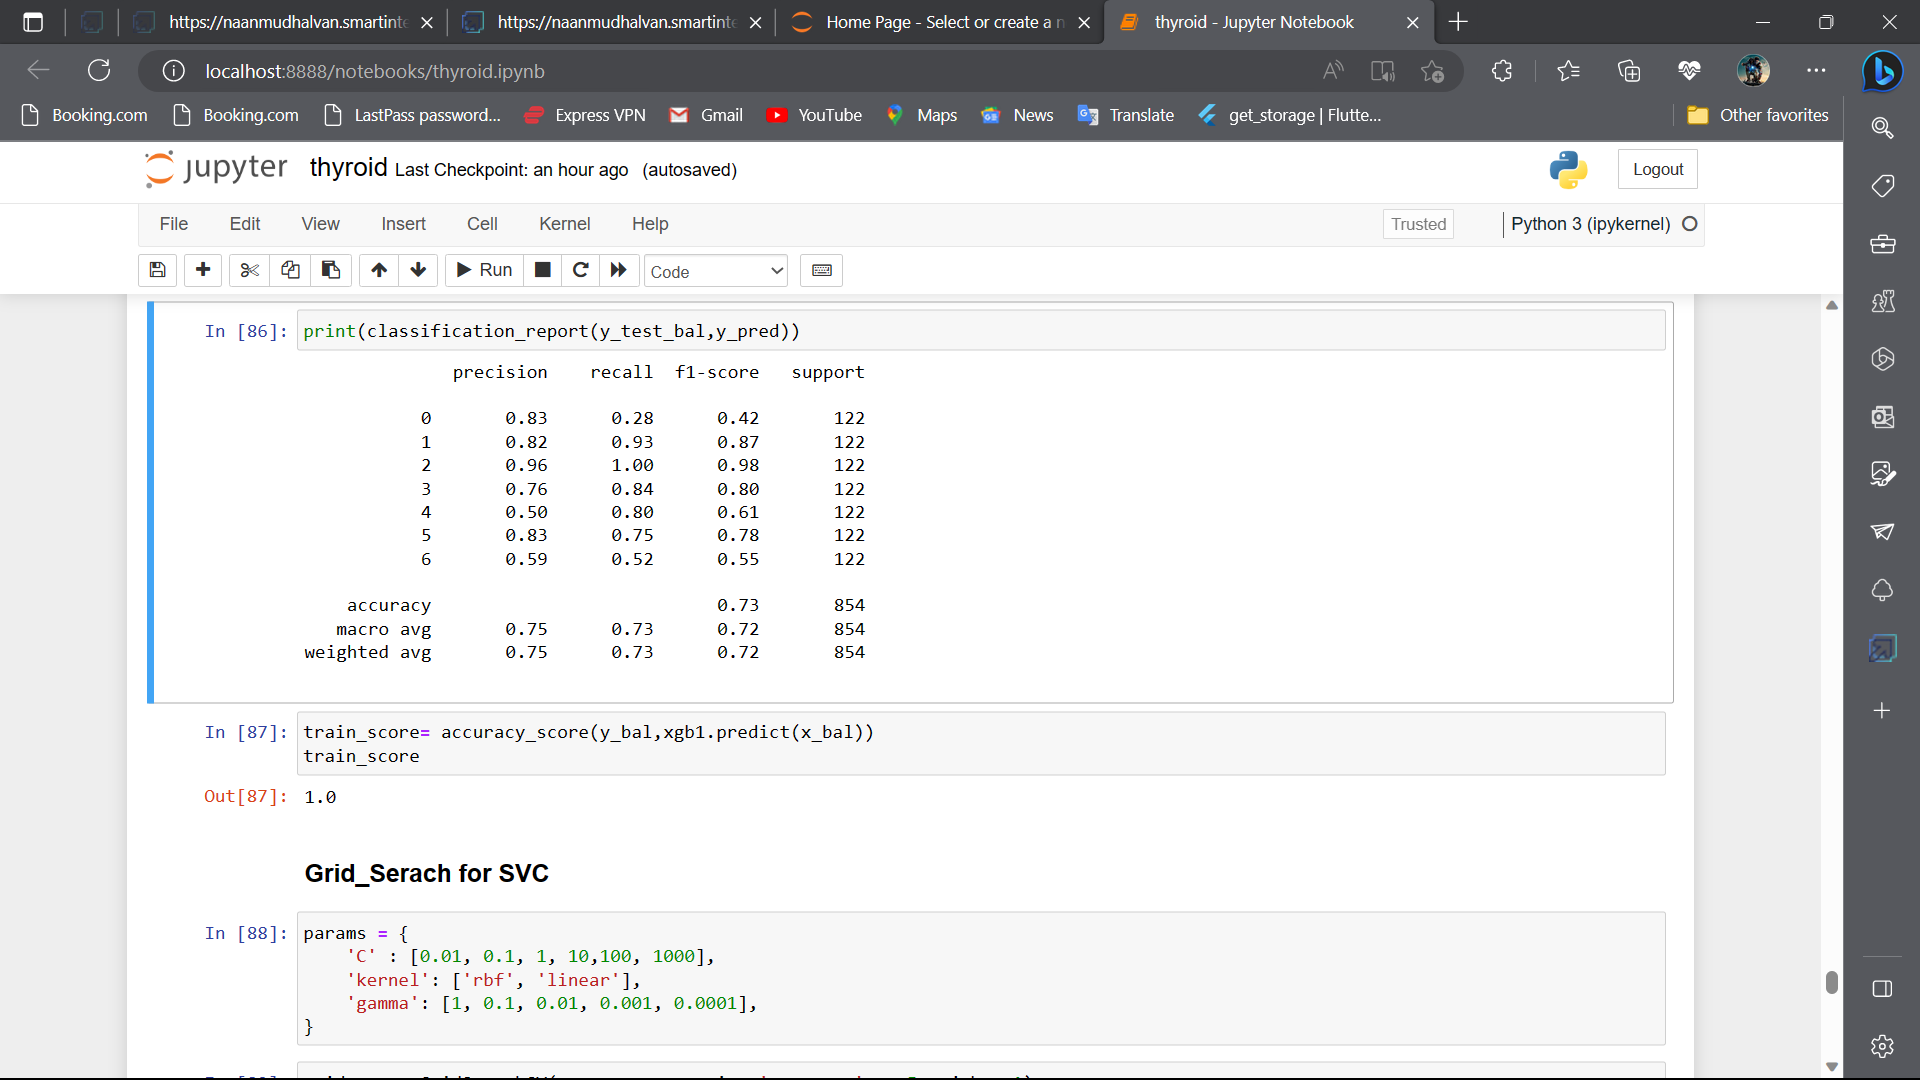 https://naanmudhalvan.smartinte
https://naanmudhalvan.smartinte
Home Page - Select or create a n
thyroid - Jupyter Notebook
localhost:8888/notebooks/thyroid.ipynb
Booking.com
Booking.com
LastPass password...
Express VPN
Gmail
YouTube
Maps
News
Translate
get_storage | Flutte...
Other favorites
jupyter thyroid Last Checkpoint: an hour ago (autosaved)
Logout
File Edit View Insert Cell Kernel Help
Trusted
Python 3 (ipykernel)
Run
Code
In [86]: print(classification_report(y_test_bal,y_pred))
precision recall f1-score support
0 0.83 0.28 0.42 122
1 0.82 0.93 0.87 122
2 0.96 1.00 0.98 122
3 0.76 0.84 0.80 122
4 0.50 0.80 0.61 122
5 0.83 0.75 0.78 122
6 0.59 0.52 0.55 122
accuracy 0.73 854
macro avg 0.75 0.73 0.72 854
weighted avg 0.75 0.73 0.72 854
In [87]: train_score= accuracy_score(y_bal,xgb1.predict(x_bal))
train_score
Out[87]: 1.0
Grid_Serach for SVC
In [88]: params = {
'C' : [0.01, 0.1, 1, 10,100, 1000],
'kernel': ['rbf', 'linear'],
'gamma': [1, 0.1, 0.01, 0.001, 0.0001],
}